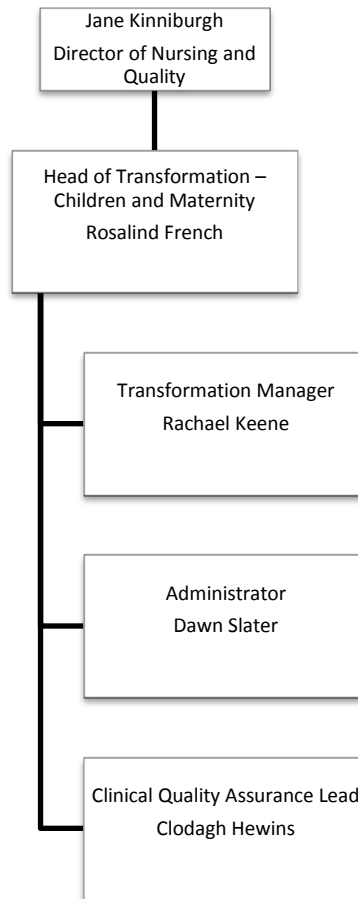 Jane Kinniburgh
Director of Nursing and
Quality
Head of Transformation –
Children and Maternity
Rosalind French
Transformation Manager
Rachael Keene
Administrator
Dawn Slater
Clinical Quality Assurance Lead
Clodagh Hewins